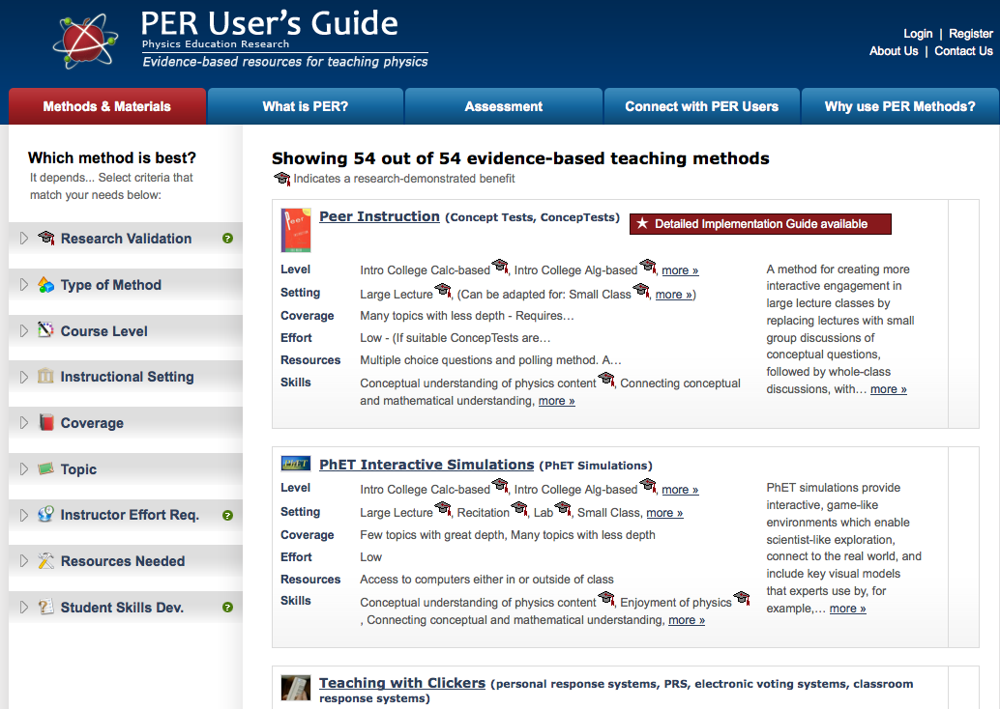 PER User's Guide
Physics Education Research
Evidence-based resources for teaching physics
Login | Register
About Us | Contact Us
Methods & Materials
What is PER?
Assessment
Connect with PER Users
Why use PER Methods?
Which method is best?
It depends... Select criteria that
match your needs below:
Research Validation ?
Type of Method
Course Level
Instructional Setting
Coverage
Topic
Instructor Effort Req. ?
Resources Needed
Student Skills Dev. ?
Showing 54 out of 54 evidence-based teaching methods
Indicates a research-demonstrated benefit
Peer
Peer Instruction (Concept Tests, ConcepTests)
★ Detailed Implementation Guide available
Level Intro College Calc-based, Intro College Alg-based, more »
Setting Large Lecture, (Can be adapted for: Small Class, more »)
Coverage Many topics with less depth - Requires…
Effort Low - (If suitable ConcepTests are…
Resources Multiple choice questions and polling method. A…
Skills Conceptual understanding of physics content, Connecting conceptual
and mathematical understanding, more »
A method for creating more
interactive engagement in
large lecture classes by
replacing lectures with small
group discussions of
conceptual questions,
followed by whole-class
discussions, with… more »
PhET
PhET Interactive Simulations (PhET Simulations)
Level Intro College Calc-based, Intro College Alg-based, more »
Setting Large Lecture, Recitation, Lab, Small Class, more »
Coverage Few topics with great depth, Many topics with less depth
Effort Low
Resources Access to computers either in or outside of class
Skills Conceptual understanding of physics content, Enjoyment of physics
, Connecting conceptual and mathematical understanding, more »
PhET simulations provide
interactive, game-like
environments which enable
scientist-like exploration,
connect to the real world, and
include key visual models
that experts use by, for
example,… more »
Teaching with Clickers (personal response systems, PRS, electronic voting systems, classroom
response systems)